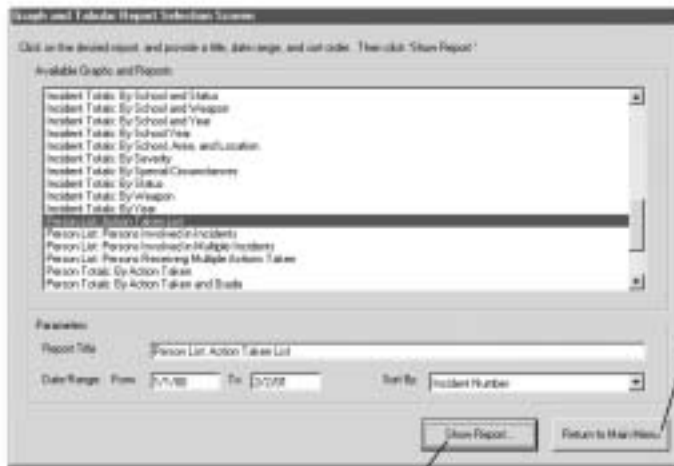 Graph and Tabular Report Selection Screen
Click on the desired report, and provide a title, date range, and sort order. Then click 'Show Report.'
Available Graphs and Reports
Incident Totals: By School and Status
Incident Totals: By School and Weapon
Incident Totals: By School and Year
Incident Totals: By School Year
Incident Totals: By School, Area, and Location
Incident Totals: By Severity
Incident Totals: By Special Circumstances
Incident Totals: By Status
Incident Totals: By Weapon
Incident Totals: By Year
Person List: Action Taken List
Person List: Persons Involved in Incidents
Person List: Persons Involved in Multiple Incidents
Person List: Persons Receiving Multiple Actions Taken
Person Totals: By Action Taken
Person Totals: By Action Taken and Grade
Parameters
Report Title Person List: Action Taken List
Date Range: From To Sort By: Incident Number
Show Report... Return to Main Menu